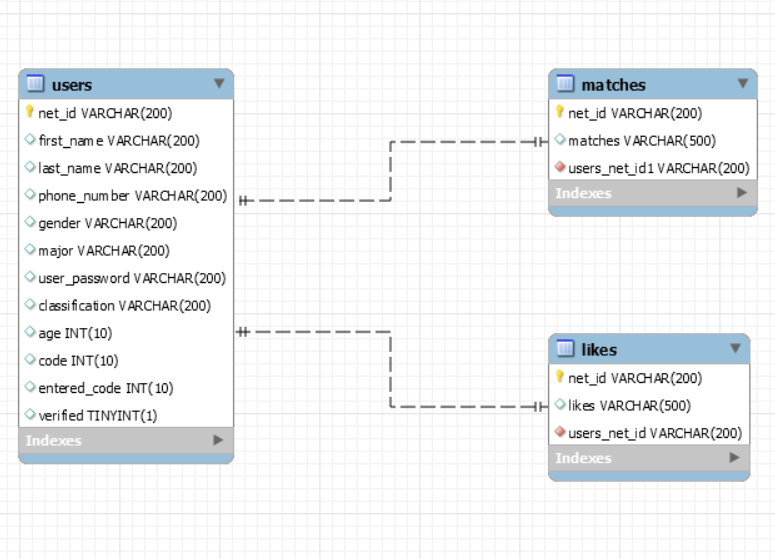 users
net_id VARCHAR(200)
first_name VARCHAR(200)
last_name VARCHAR(200)
phone_number VARCHAR(200)
gender VARCHAR(200)
major VARCHAR(200)
user_password VARCHAR(200)
classification VARCHAR(200)
age INT(10)
code INT(10)
entered_code INT(10)
verified TINYINT(1)
Indexes
matches
net_id VARCHAR(200)
matches VARCHAR(500)
users_net_id1 VARCHAR(200)
Indexes
likes
net_id VARCHAR(200)
likes VARCHAR(500)
users_net_id VARCHAR(200)
Indexes